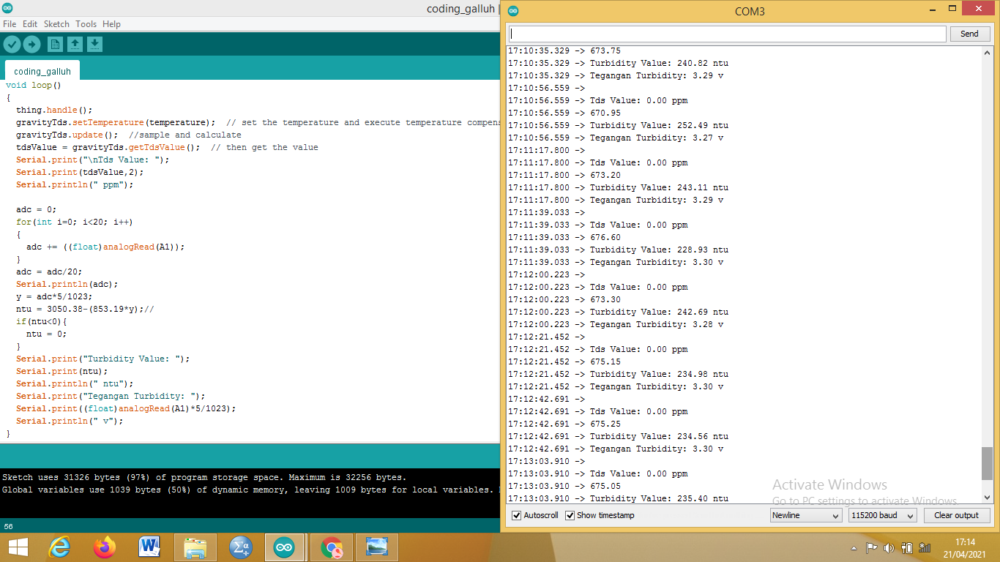 coding_galluh |
File Edit Sketch Tools Help
coding_galluh
void loop()
{
thing.handle();
gravityTds.setTemperature(temperature);  // set the temperature and execute temperature compens
gravityTds.update();  //sample and calculate
tdsValue = gravityTds.getTdsValue();  // then get the value
Serial.print("\nTds Value: ");
Serial.print(tdsValue,2);
Serial.println(" ppm");
adc = 0;
for(int i=0; i<20; i++)
{
adc += ((float)analogRead(A1));
}
adc = adc/20;
Serial.println(adc);
y = adc*5/1023;
ntu = 3050.38-(853.19*y);//
if(ntu<0){
ntu = 0;
}
Serial.print("Turbidity Value: ");
Serial.print(ntu);
Serial.println(" ntu");
Serial.print("Tegangan Turbidity: ");
Serial.print((float)analogRead(A1)*5/1023);
Serial.println(" v");
}
Sketch uses 31326 bytes (97%) of program storage space. Maximum is 32256 bytes.
Global variables use 1039 bytes (50%) of dynamic memory, leaving 1009 bytes for local variables.
56
COM3
Send
17:10:35.329 -> 673.75
17:10:35.329 -> Turbidity Value: 240.82 ntu
17:10:35.329 -> Tegangan Turbidity: 3.29 v
17:10:56.559 ->
17:10:56.559 -> Tds Value: 0.00 ppm
17:10:56.559 -> 670.95
17:10:56.559 -> Turbidity Value: 252.49 ntu
17:10:56.559 -> Tegangan Turbidity: 3.27 v
17:11:17.800 ->
17:11:17.800 -> Tds Value: 0.00 ppm
17:11:17.800 -> 673.20
17:11:17.800 -> Turbidity Value: 243.11 ntu
17:11:17.800 -> Tegangan Turbidity: 3.29 v
17:11:39.033 ->
17:11:39.033 -> Tds Value: 0.00 ppm
17:11:39.033 -> 676.60
17:11:39.033 -> Turbidity Value: 228.93 ntu
17:11:39.033 -> Tegangan Turbidity: 3.30 v
17:12:00.223 ->
17:12:00.223 -> Tds Value: 0.00 ppm
17:12:00.223 -> 673.30
17:12:00.223 -> Turbidity Value: 242.69 ntu
17:12:00.223 -> Tegangan Turbidity: 3.28 v
17:12:21.452 ->
17:12:21.452 -> Tds Value: 0.00 ppm
17:12:21.452 -> 675.15
17:12:21.452 -> Turbidity Value: 234.98 ntu
17:12:21.452 -> Tegangan Turbidity: 3.30 v
17:12:42.691 ->
17:12:42.691 -> Tds Value: 0.00 ppm
17:12:42.691 -> 675.25
17:12:42.691 -> Turbidity Value: 234.56 ntu
17:12:42.691 -> Tegangan Turbidity: 3.30 v
17:13:03.910 ->
17:13:03.910 -> Tds Value: 0.00 ppm
17:13:03.910 -> 675.05
17:13:03.910 -> Turbidity Value: 235.40 ntu
Activate Windows
Go to PC settings to activate Windows.
Autoscroll Show timestamp Newline 115200 baud Clear output
17:14
21/04/2021